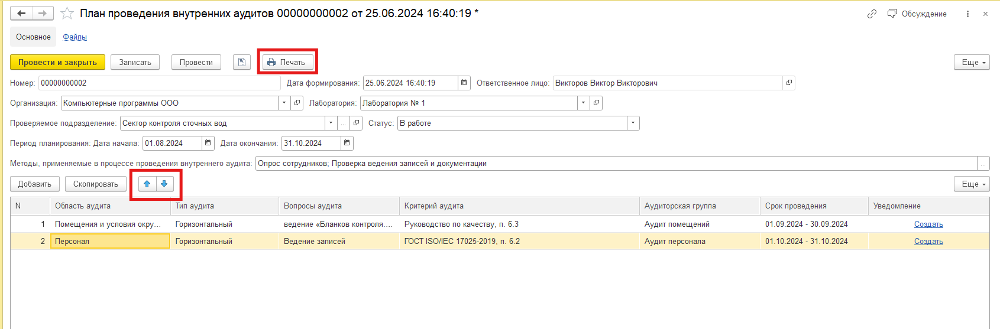 План проведения внутренних аудитов 00000000002 от 25.06.2024 16:40:19 *
Обсуждение
Основное Файлы
Провести и закрыть Записать Провести Печать Еще
Номер: 00000000002 Дата формирования: 25.06.2024 16:40:19 Ответственное лицо: Викторов Виктор Викторович
Организация: Компьютерные программы ООО Лаборатория: Лаборатория № 1
Проверяемое подразделение: Сектор контроля сточных вод ... Статус: В работе
Период планирования: Дата начала: 01.08.2024 Дата окончания: 31.10.2024
Методы, применяемые в процессе проведения внутреннего аудита: Опрос сотрудников; Проверка ведения записей и документации ...
Добавить Скопировать Еще
N Область аудита Тип аудита Вопросы аудита Критерий аудита Аудиторская группа Срок проведения Уведомление
1 Помещения и условия окру... Горизонтальный ведение «Бланков контроля.... Руководство по качеству, п. 6.3 Аудит помещений 01.09.2024 - 30.09.2024 Создать
2 Персонал Горизонтальный Ведение записей ГОСТ ISO/IEC 17025-2019, п. 6.2 Аудит персонала 01.10.2024 - 31.10.2024 Создать